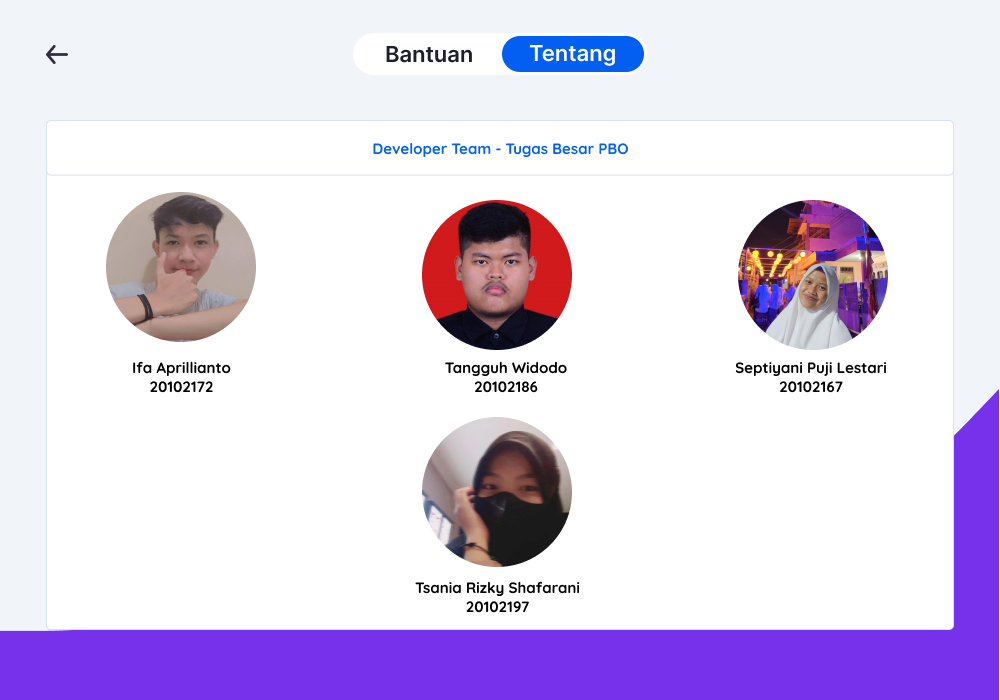 Bantuan
Tentang
Developer Team - Tugas Besar PBO
Ifa Aprillianto
20102172
Tangguh Widodo
20102186
Septiyani Puji Lestari
20102167
Tsania Rizky Shafarani
20102197